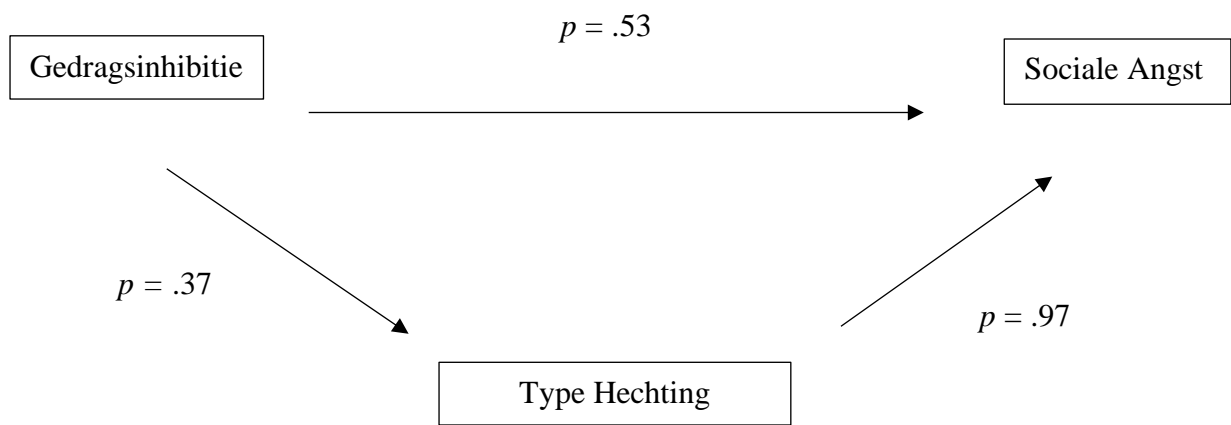 p = .53
Gedragsinhibitie
Sociale Angst
p = .37
p = .97
Type Hechting